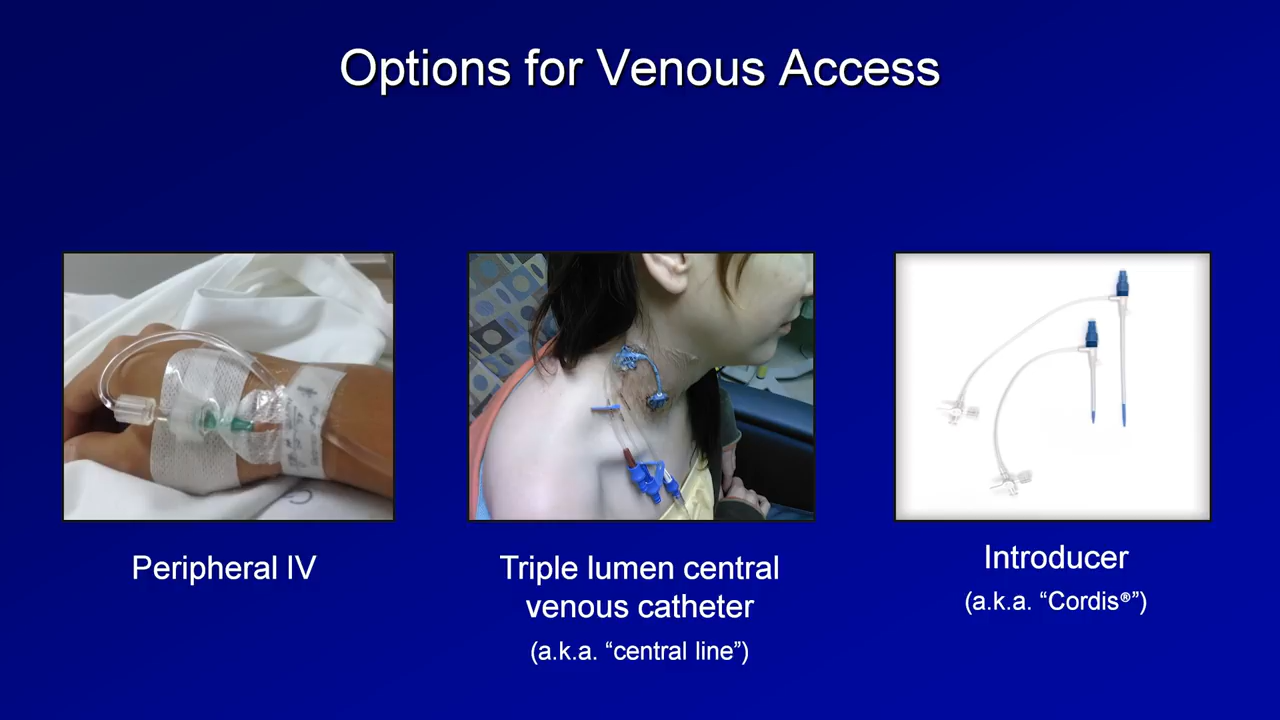 Options for Venous Access
Peripheral IV
Triple lumen central
venous catheter
(a.k.a. “central line”)
Introducer
(a.k.a. “Cordis®”)